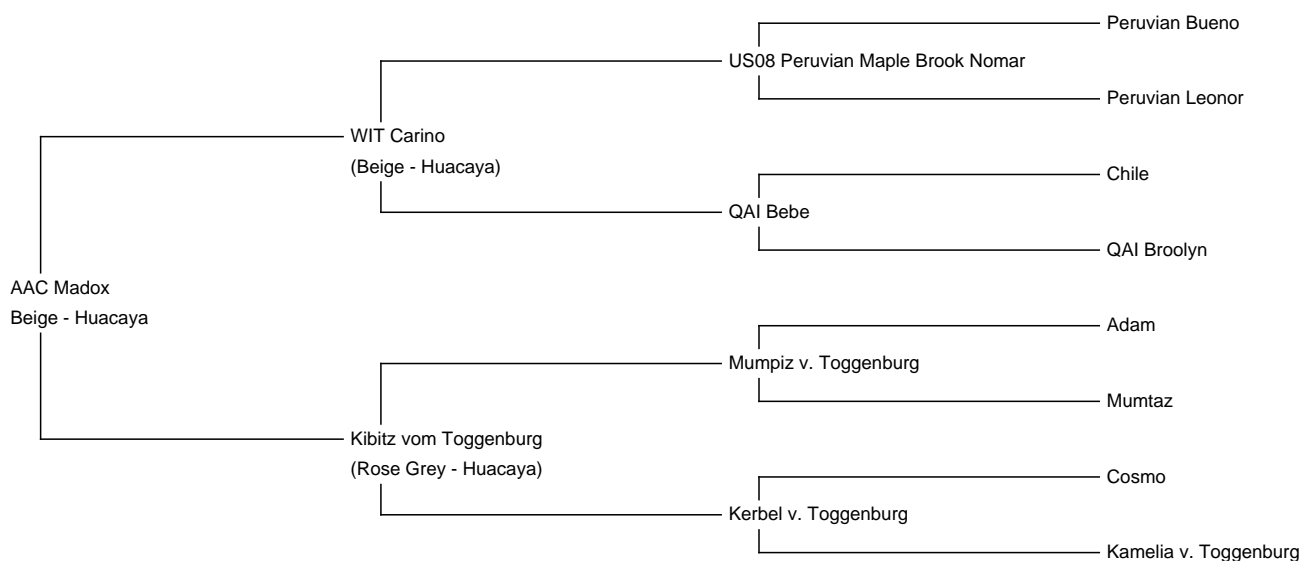 Peruvian Bueno
US08 Peruvian Maple Brook Nomar
Peruvian Leonor
WIT Carino
(Beige - Huacaya)
Chile
QAI Bebe
QAI Broolyn
AAC Madox
Beige - Huacaya
Adam
Mumpiz v. Toggenburg
Mumtaz
Kibitz vom Toggenburg
(Rose Grey - Huacaya)
Cosmo
Kerbel v. Toggenburg
Kamelia v. Toggenburg